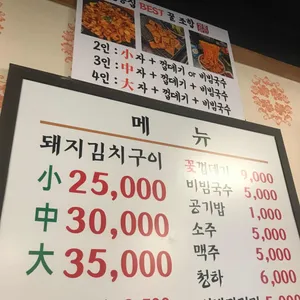 BEST 꿀 조합
2인 : 小 자 + 껍데기 or 비빔국수
3인 : 中 자 + 껍데기 + 비빔국수
4인 : 大 자 + 껍데기 + 비빔국수
메 뉴
돼지김치구이
小 25,000
中 30,000
大 35,000
꽃껍데기 9,000
비빔국수 5,000
공기밥 1,000
소주 5,000
맥주 5,000
청하 6,000